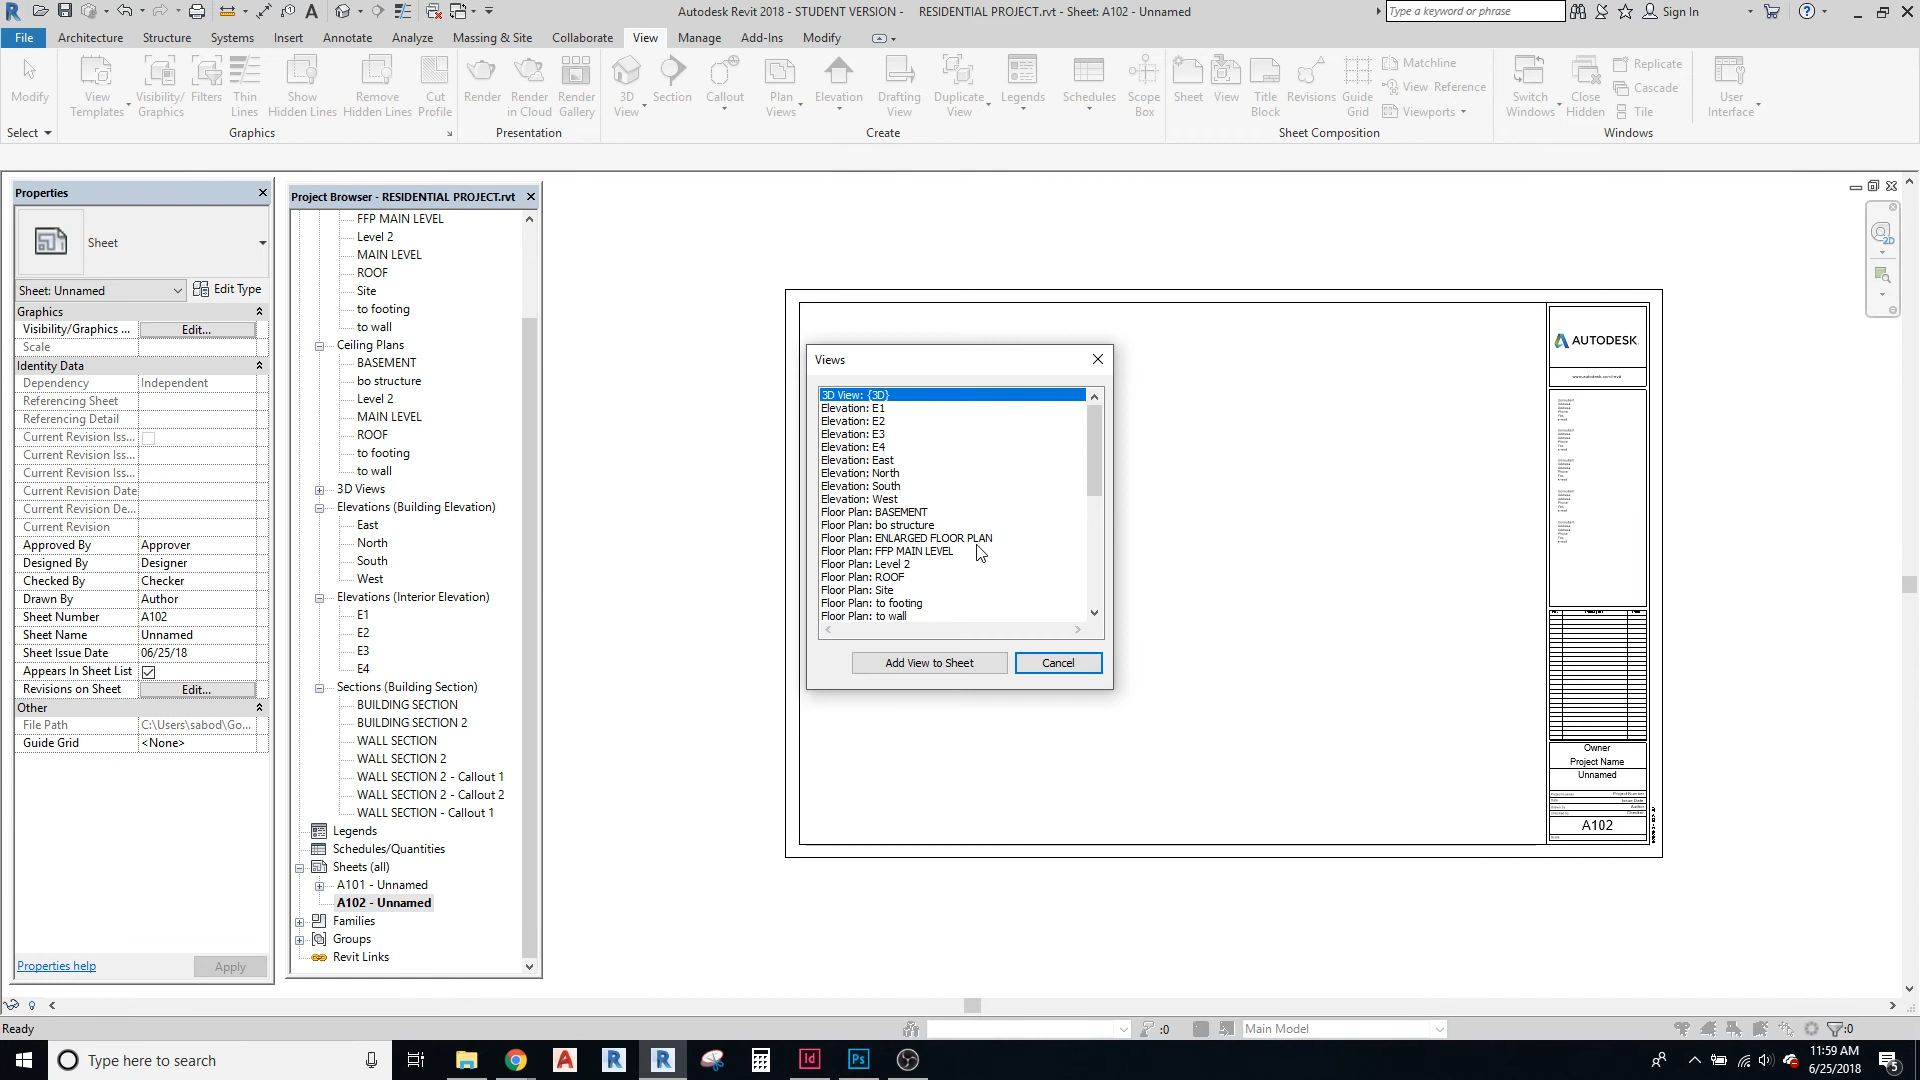 Autodesk Revit 2018 - STUDENT VERSION - RESIDENTIAL PROJECT.rvt - Sheet: A102 - Unnamed
Type a keyword or phrase
Sign In
File Architecture Structure Systems Insert Annotate Analyze Massing & Site Collaborate View Manage Add-Ins Modify
Modify
View Templates
Visibility/ Graphics
Filters
Thin Lines
Show Hidden Lines
Remove Hidden Lines
Cut Profile
Render
Render in Cloud
Render Gallery
3D View
Section
Callout
Plan Views
Elevation
Drafting View
Duplicate View
Legends
Schedules
Scope Box
Sheet
View
Title Block
Revisions
Guide Grid
Matchline
View Reference
Viewports
Switch Windows
Close Hidden
Replicate
Cascade
Tile
User Interface
Select
Graphics
Presentation
Create
Sheet Composition
Windows
Properties
Sheet
Sheet: Unnamed
Edit Type
Graphics
Visibility/Graphics ... Edit...
Scale
Identity Data
Dependency Independent
Referencing Sheet
Referencing Detail
Current Revision Iss...
Current Revision Iss...
Current Revision Iss...
Current Revision Date
Current Revision De...
Current Revision
Approved By Approver
Designed By Designer
Checked By Checker
Drawn By Author
Sheet Number A102
Sheet Name Unnamed
Sheet Issue Date 06/25/18
Appears In Sheet List
Revisions on Sheet Edit...
Other
File Path C:\Users\sabod\Go...
Guide Grid <None>
Properties help
Apply
Project Browser - RESIDENTIAL PROJECT.rvt
FFP MAIN LEVEL
Level 2
MAIN LEVEL
ROOF
Site
to footing
to wall
Ceiling Plans
BASEMENT
bo structure
Level 2
MAIN LEVEL
ROOF
to footing
to wall
3D Views
Elevations (Building Elevation)
East
North
South
West
Elevations (Interior Elevation)
E1
E2
E3
E4
Sections (Building Section)
BUILDING SECTION
BUILDING SECTION 2
WALL SECTION
WALL SECTION 2
WALL SECTION 2 - Callout 1
WALL SECTION 2 - Callout 2
WALL SECTION - Callout 1
Legends
Schedules/Quantities
Sheets (all)
A101 - Unnamed
A102 - Unnamed
Families
Groups
Revit Links
Views
3D View: {3D}
Elevation: E1
Elevation: E2
Elevation: E3
Elevation: E4
Elevation: East
Elevation: North
Elevation: South
Elevation: West
Floor Plan: BASEMENT
Floor Plan: bo structure
Floor Plan: ENLARGED FLOOR PLAN
Floor Plan: FFP MAIN LEVEL
Floor Plan: Level 2
Floor Plan: ROOF
Floor Plan: Site
Floor Plan: to footing
Floor Plan: to wall
Add View to Sheet
Cancel
AUTODESK.
Owner
Project Name
Unnamed
A102
2D
Ready
:0
Main Model
:0
Type here to search
11:59 AM
6/25/2018
5